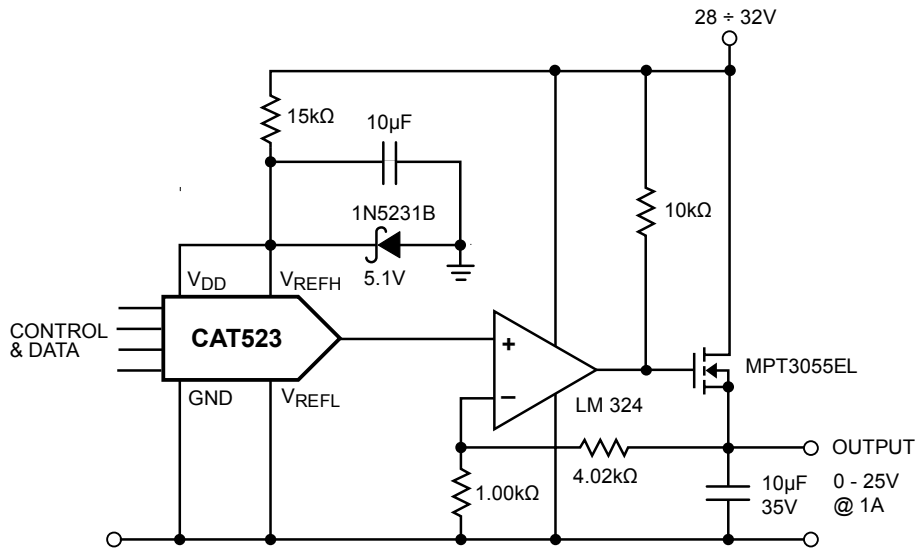 28 ÷ 32V
15kΩ
10µF
10kΩ
1N5231B
5.1V
VDD
VREFH
CONTROL
& DATA
CAT523
+
–
MPT3055EL
GND
VREFL
LM 324
OUTPUT
4.02kΩ
1.00kΩ
10µF
35V
0 - 25V
@ 1A